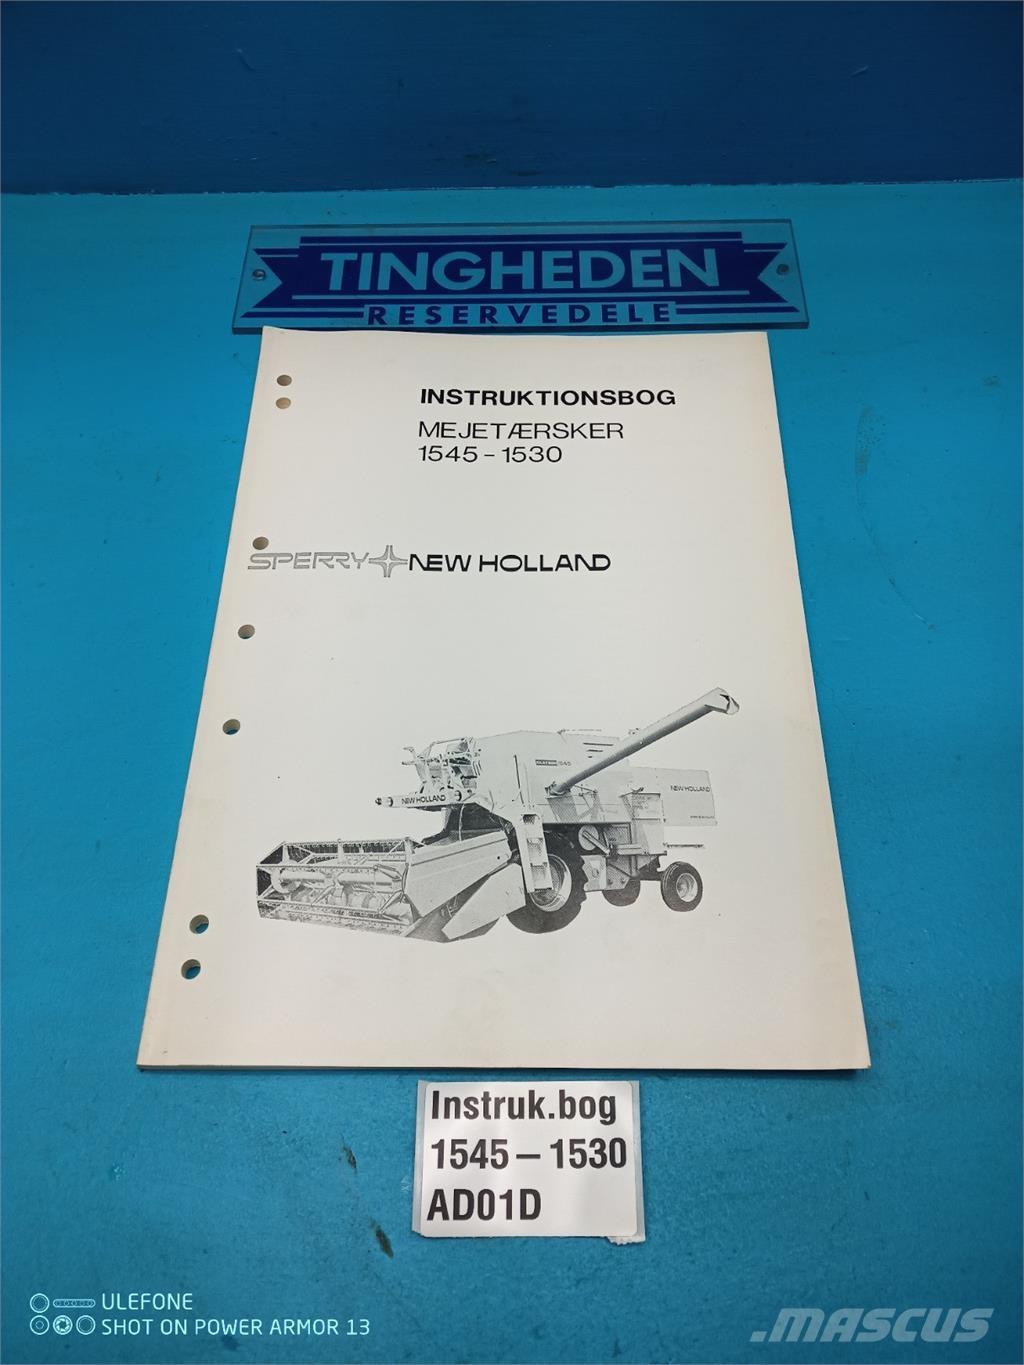 TINGHEDEN
RESERVEDELE
INSTRUKTIONSBOG
MEJETÆRSKER
1545-1530
SPERRY NEW HOLLAND
1545
NEW HOLLAND
NEW HOLLAND
Instruk.bog
1545 – 1530
AD01D
ULEFONE
SHOT ON POWER ARMOR 13
.MASCUS